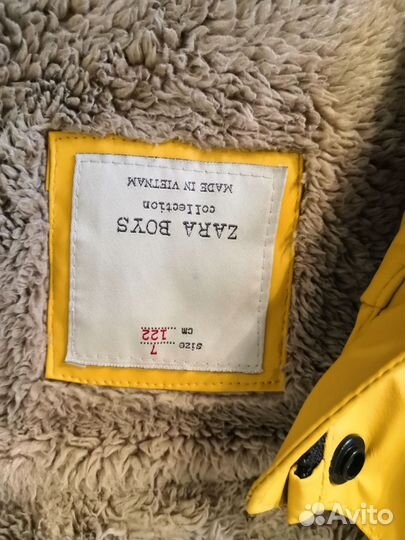 ZARA BOYS
collection
MADE IN VIETNAM
size 7
cm 122
Avito